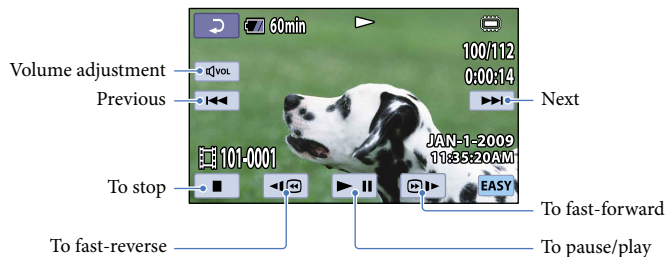 60min
100/112
Volume adjustment
VOL
0:00:14
Previous
Next
JAN-1-2009
101-0001
11:35:20AM
To stop
EASY
To fast-forward
To fast-reverse
To pause/play